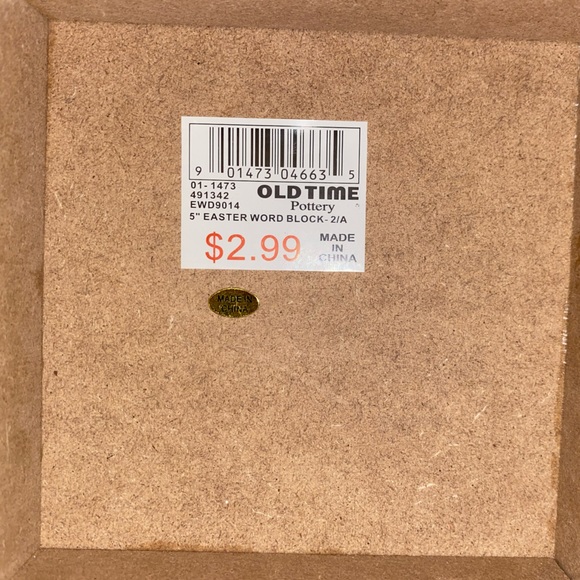 9 01473 04663 5
01-1473
491342
EWD9014
OLD TIME
Pottery
5" EASTER WORD BLOCK-2/A
$2.99
MADE
IN
CHINA
MADE IN
CHINA